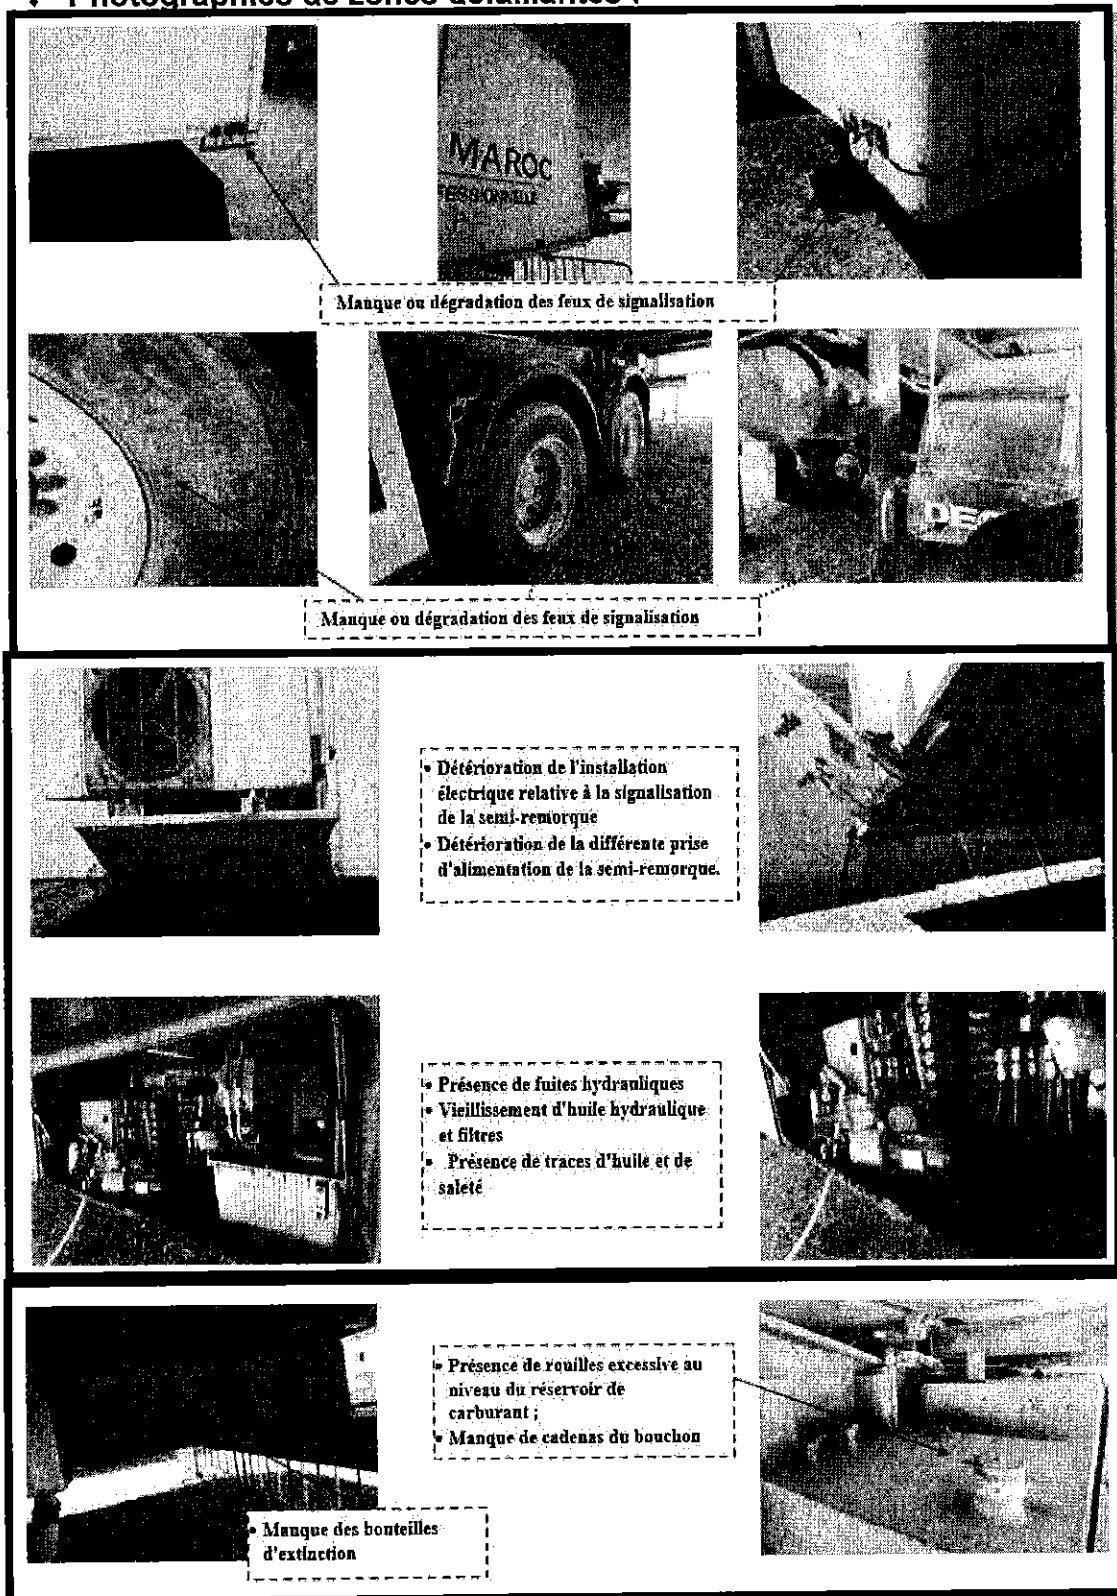 Photographies de zones défaillantes :
MAROC
ESSIONNELLE
Manque ou dégradation des feux de signalisation
DE
Manque ou dégradation des feux de signalisation
• Détérioration de l'installation
électrique relative à la signalisation
de la semi-remorque
• Détérioration de la différente prise
d'alimentation de la semi-remorque.
• Présence de fuites hydrauliques
• Vieillissement d'huile hydraulique
et filtres
• Présence de traces d'huile et de
saleté
• Présence de rouilles excessive au
niveau du réservoir de
carburant ;
• Manque de cadenas du bouchon
• Manque des bouteilles
d'extinction